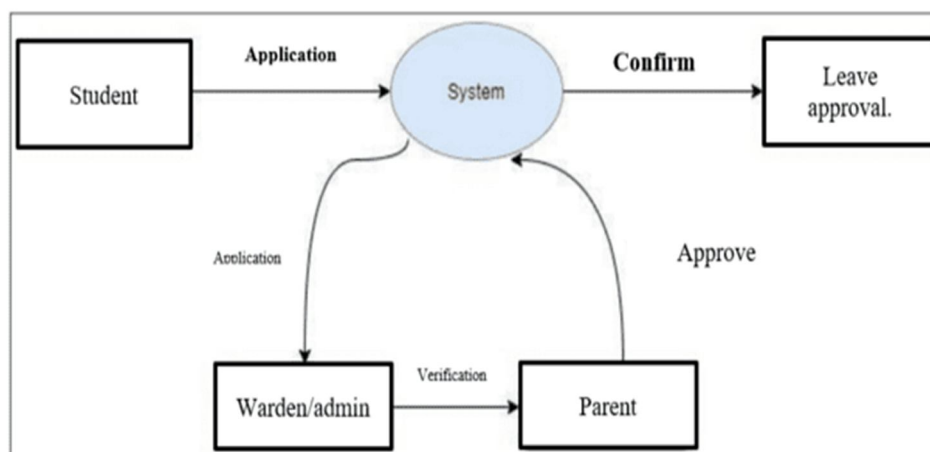 Application
Confirm
Student
System
Leave
approval.
Application
Approve
Verification
Warden/admin
Parent